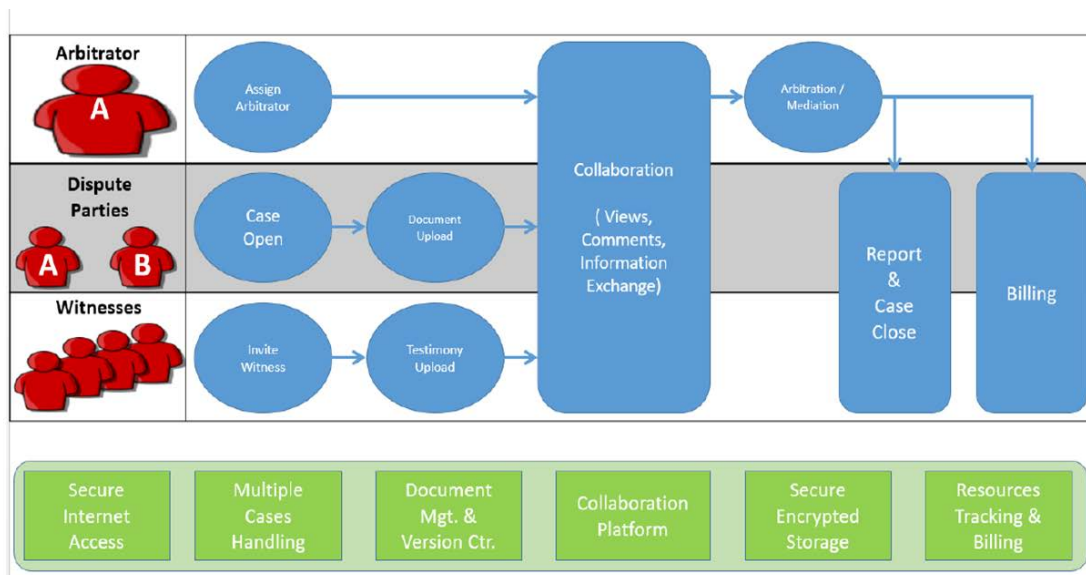 Arbitrator
A
Assign
Arbitrator
Arbitration /
Mediation
Collaboration
( Views,
Comments,
Information
Exchange)
Dispute
Parties
A
B
Case
Open
Document
Upload
Report
&
Case
Close
Billing
Witnesses
Invite
Witness
Testimony
Upload
Secure
Internet
Access
Multiple
Cases
Handling
Document
Mgt. &
Version Ctr.
Collaboration
Platform
Secure
Encrypted
Storage
Resources
Tracking &
Billing